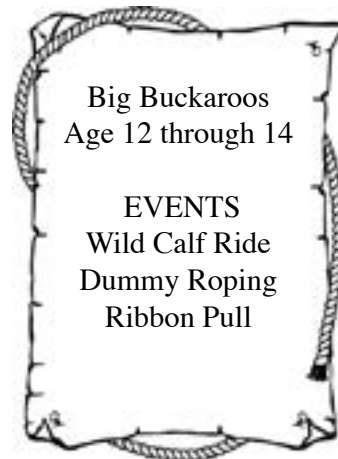 Big Buckaroos
Age 12 through 14
EVENTS
Wild Calf Ride
Dummy Roping
Ribbon Pull